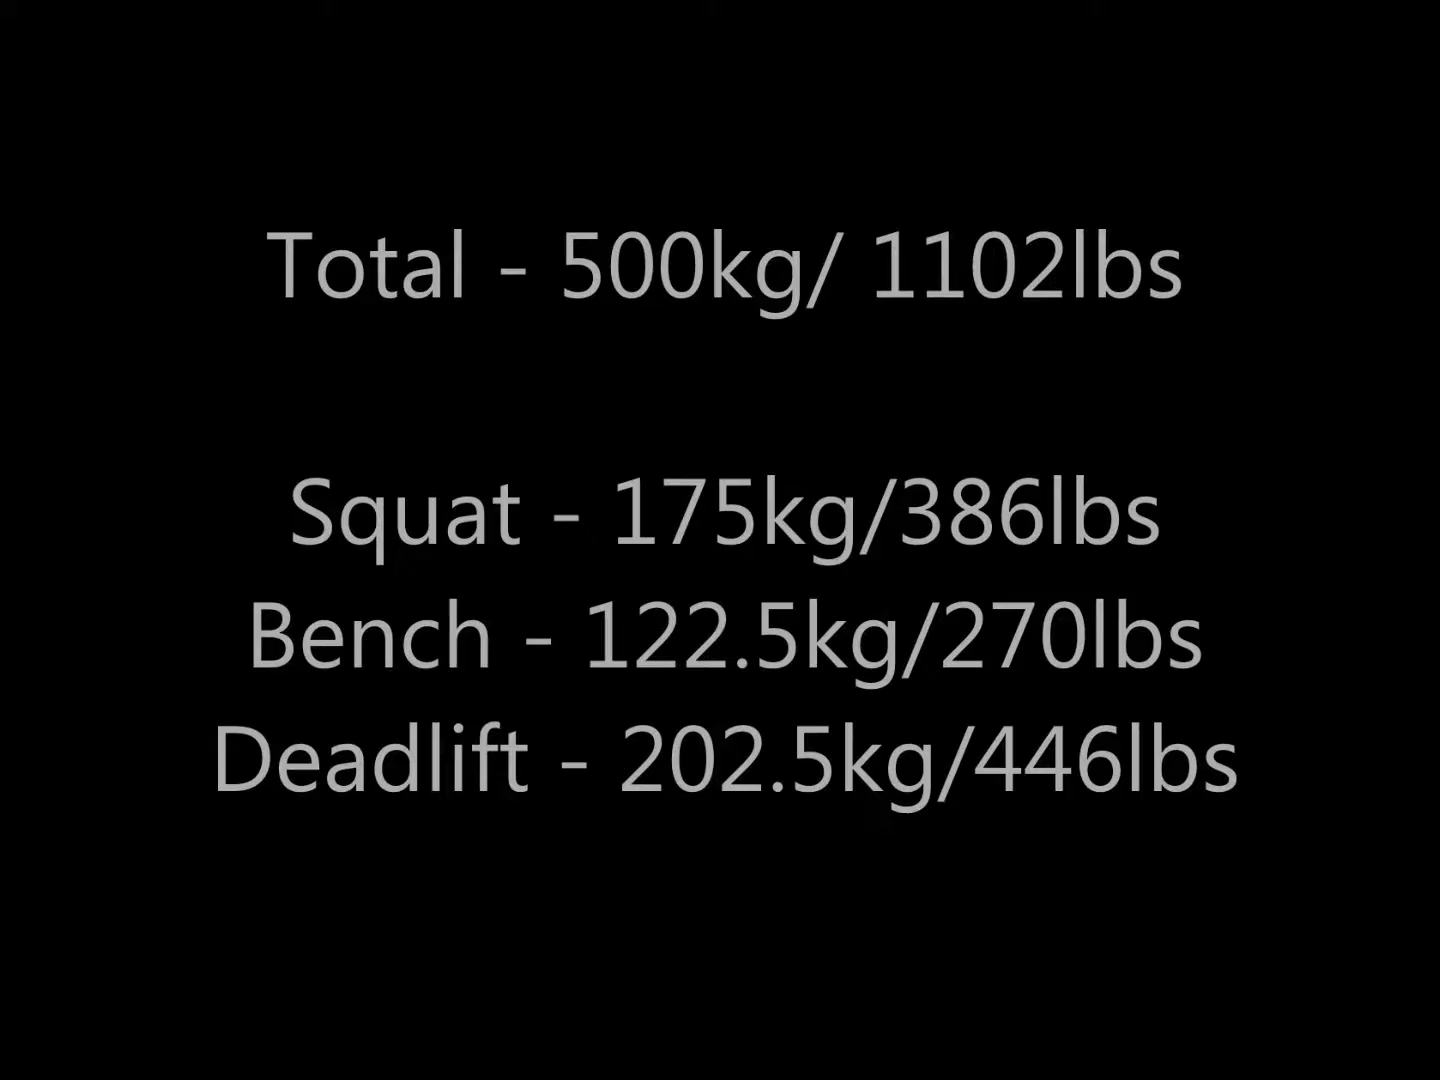 Total - 500kg/ 1102lbs
Squat - 175kg/386lbs
Bench - 122.5kg/270lbs
Deadlift - 202.5kg/446lbs